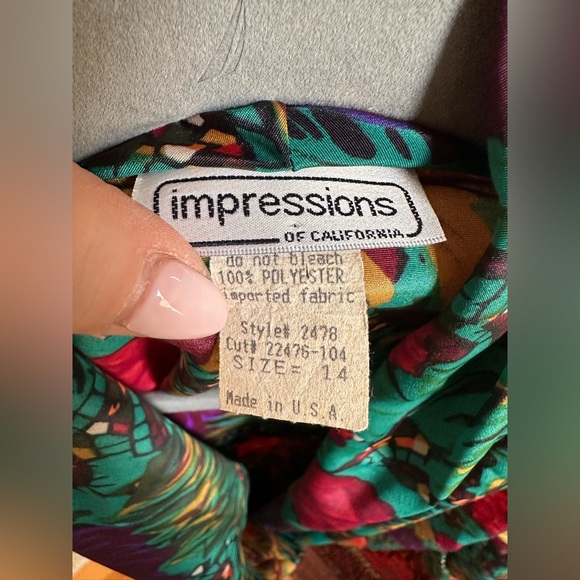 impressions
OF CALIFORNIA
do not bleach
100% POLYESTER
imported fabric
Style# 2478
Cut# 22476-104
SIZE= 14
Made in U.S.A.